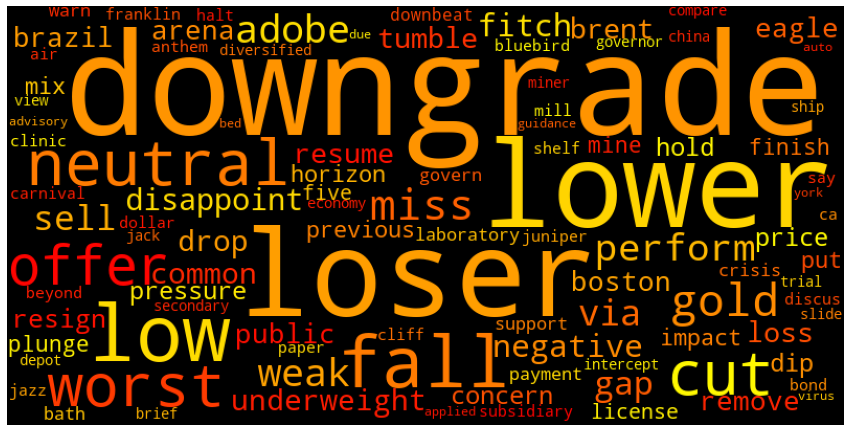 warn franklin halt downbeat compare
brazil arena adobe due tumble fitch brent eagle
air anthem diversified bluebird governor china auto
downgrade
mix miner
view mill ship
advisory bed guidance
clinic neutral resume lower shelf mine hold finish
horizon govern say
carnival disappoint five miss york
economy
sell dollar previous laboratory juniper ca
jack drop loser perform price
offer common boston crisis put
beyond pressure trial discus
secondary gold slide
resign low public cliff support via impact loss
plunge paper fall negative
depot weak intercept dip
payment cut
jazz worst underweight concern gap remove bond
virus
bath brief applied subsidiary license